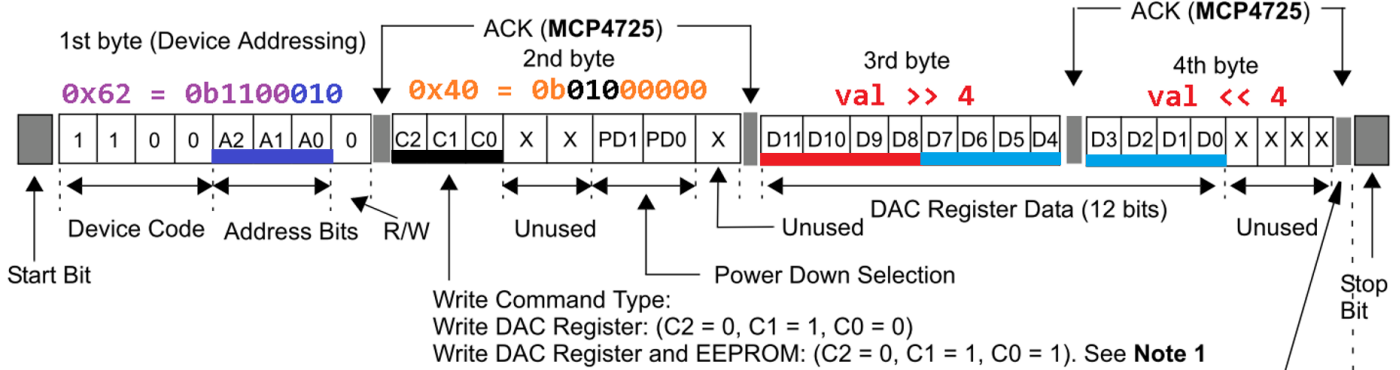 ACK (MCP4725)
ACK (MCP4725)
1st byte (Device Addressing)
2nd byte
3rd byte
4th byte
0x62 = 0b1100010
0x40 = 0b01000000
val >> 4
val << 4
1 1 0 0 A2 A1 A0 0 C2 C1 C0 X X PD1 PD0 X D11 D10 D9 D8 D7 D6 D5 D4 D3 D2 D1 D0 X X X X
Device Code
Address Bits
R/W
Unused
Unused
DAC Register Data (12 bits)
Unused
Start Bit
Power Down Selection
Stop
Bit
Write Command Type:
Write DAC Register: (C2 = 0, C1 = 1, C0 = 0)
Write DAC Register and EEPROM: (C2 = 0, C1 = 1, C0 = 1). See Note 1